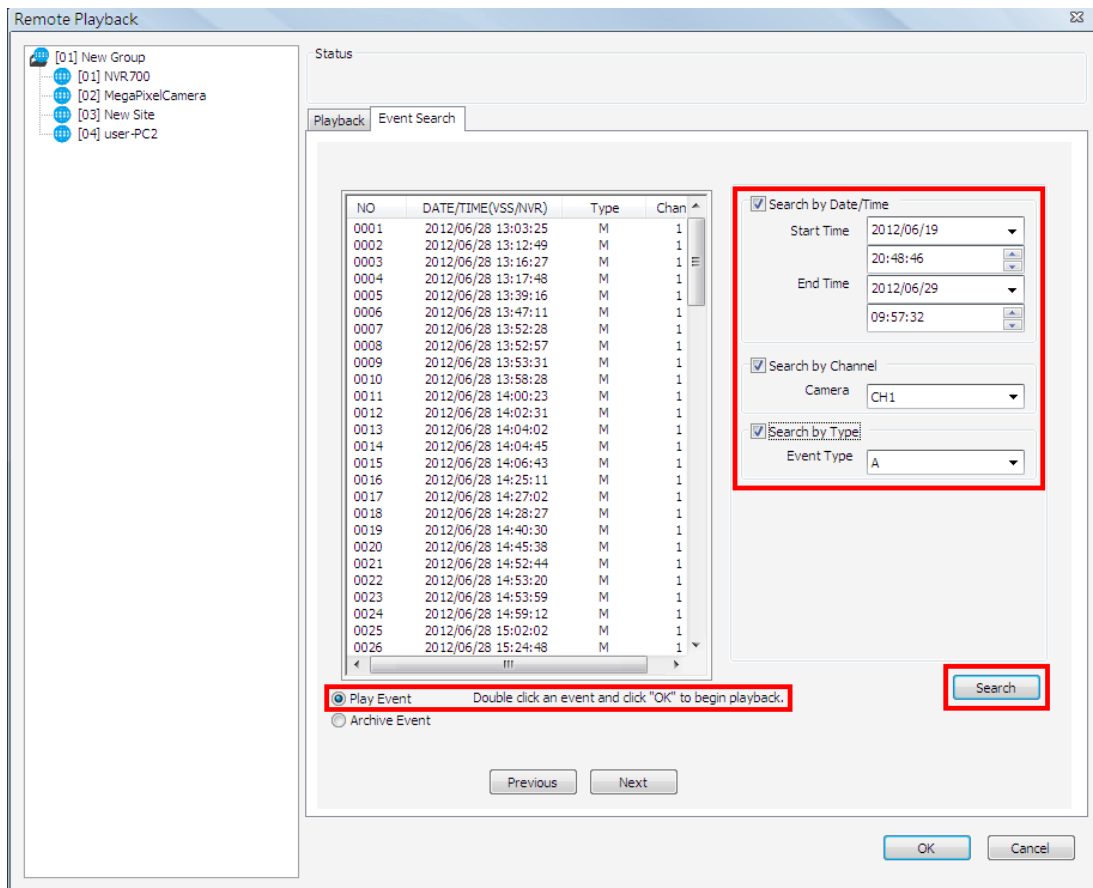 Remote Playback
[01] New Group
[01] NVR700
[02] MegaPixelCamera
[03] New Site
[04] user-PC2
Status
Playback Event Search
NO DATE/TIME(VSS/NVR) Type Chan
0001 2012/06/28 13:03:25 M 1
0002 2012/06/28 13:12:49 M 1
0003 2012/06/28 13:16:27 M 1
0004 2012/06/28 13:17:48 M 1
0005 2012/06/28 13:39:16 M 1
0006 2012/06/28 13:47:11 M 1
0007 2012/06/28 13:52:28 M 1
0008 2012/06/28 13:52:57 M 1
0009 2012/06/28 13:53:31 M 1
0010 2012/06/28 13:58:28 M 1
0011 2012/06/28 14:00:23 M 1
0012 2012/06/28 14:02:31 M 1
0013 2012/06/28 14:04:02 M 1
0014 2012/06/28 14:04:45 M 1
0015 2012/06/28 14:06:43 M 1
0016 2012/06/28 14:25:11 M 1
0017 2012/06/28 14:27:02 M 1
0018 2012/06/28 14:28:27 M 1
0019 2012/06/28 14:40:30 M 1
0020 2012/06/28 14:45:38 M 1
0021 2012/06/28 14:52:44 M 1
0022 2012/06/28 14:53:20 M 1
0023 2012/06/28 14:53:59 M 1
0024 2012/06/28 14:59:12 M 1
0025 2012/06/28 15:02:02 M 1
0026 2012/06/28 15:24:48 M 1
Search by Date/Time
Start Time 2012/06/19
20:48:46
End Time 2012/06/29
09:57:32
Search by Channel
Camera CH1
Search by Type
Event Type A
Search
Play Event Double click an event and click "OK" to begin playback.
Archive Event
Previous Next
OK Cancel